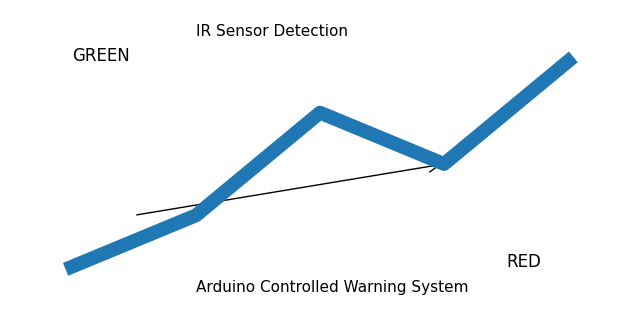 IR Sensor Detection
GREEN
RED
Arduino Controlled Warning System